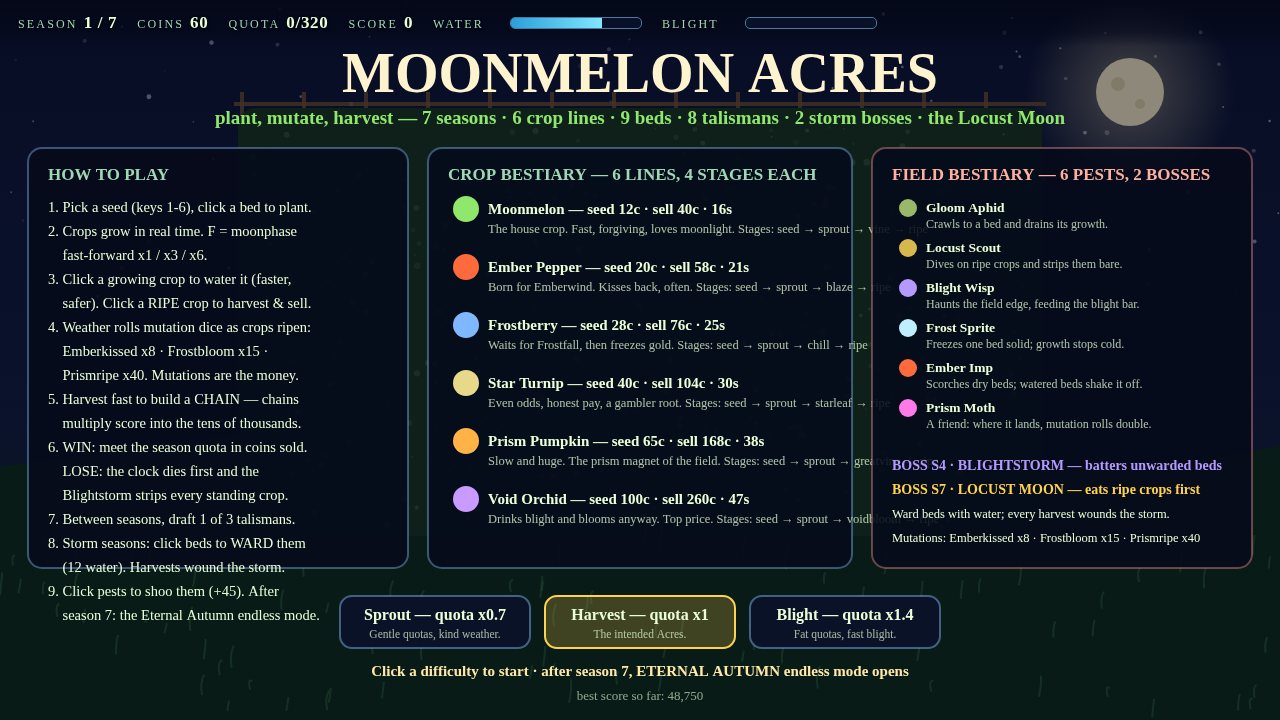 SEASON 1 / 7 COINS 60 QUOTA 0/320 SCORE 0 WATER BLIGHT
MOONMELON ACRES
plant, mutate, harvest — 7 seasons · 6 crop lines · 9 beds · 8 talismans · 2 storm bosses · the Locust Moon
HOW TO PLAY
1. Pick a seed (keys 1-6), click a bed to plant.
2. Crops grow in real time. F = moonphase
fast-forward x1 / x3 / x6.
3. Click a growing crop to water it (faster,
safer). Click a RIPE crop to harvest & sell.
4. Weather rolls mutation dice as crops ripen:
Emberkissed x8 · Frostbloom x15 ·
Prismripe x40. Mutations are the money.
5. Harvest fast to build a CHAIN — chains
multiply score into the tens of thousands.
6. WIN: meet the season quota in coins sold.
LOSE: the clock dies first and the
Blightstorm strips every standing crop.
7. Between seasons, draft 1 of 3 talismans.
8. Storm seasons: click beds to WARD them
(12 water). Harvests wound the storm.
9. Click pests to shoo them (+45). After
season 7: the Eternal Autumn endless mode.
CROP BESTIARY — 6 LINES, 4 STAGES EACH
Moonmelon — seed 12c · sell 40c · 16s
The house crop. Fast, forgiving, loves moonlight. Stages: seed → sprout → vine → ripe
Ember Pepper — seed 20c · sell 58c · 21s
Born for Emberwind. Kisses back, often. Stages: seed → sprout → blaze → ripe
Frostberry — seed 28c · sell 76c · 25s
Waits for Frostfall, then freezes gold. Stages: seed → sprout → chill → ripe
Star Turnip — seed 40c · sell 104c · 30s
Even odds, honest pay, a gambler root. Stages: seed → sprout → starleaf → ripe
Prism Pumpkin — seed 65c · sell 168c · 38s
Slow and huge. The prism magnet of the field. Stages: seed → sprout →
Void Orchid — seed 100c · sell 260c · 47s
Drinks blight and blooms anyway. Top price. Stages: seed → sprout → voidbloom → ripe
FIELD BESTIARY — 6 PESTS, 2 BOSSES
Gloom Aphid
Crawls to a bed and drains its growth.
Locust Scout
Dives on ripe crops and strips them bare.
Blight Wisp
Haunts the field edge, feeding the blight bar.
Frost Sprite
Freezes one bed solid; growth stops cold.
Ember Imp
Scorches dry beds; watered beds shake it off.
Prism Moth
A friend: where it lands, mutation rolls double.
BOSS S4 · BLIGHTSTORM — batters unwarded beds
BOSS S7 · LOCUST MOON — eats ripe crops first
Ward beds with water; every harvest wounds the storm.
Mutations: Emberkissed x8 · Frostbloom x15 · Prismripe x40
Sprout — quota x0.7
Gentle quotas, kind weather.
Harvest — quota x1
The intended Acres.
Blight — quota x1.4
Fat quotas, fast blight.
Click a difficulty to start · after season 7, ETERNAL AUTUMN endless mode opens
best score so far: 48,750